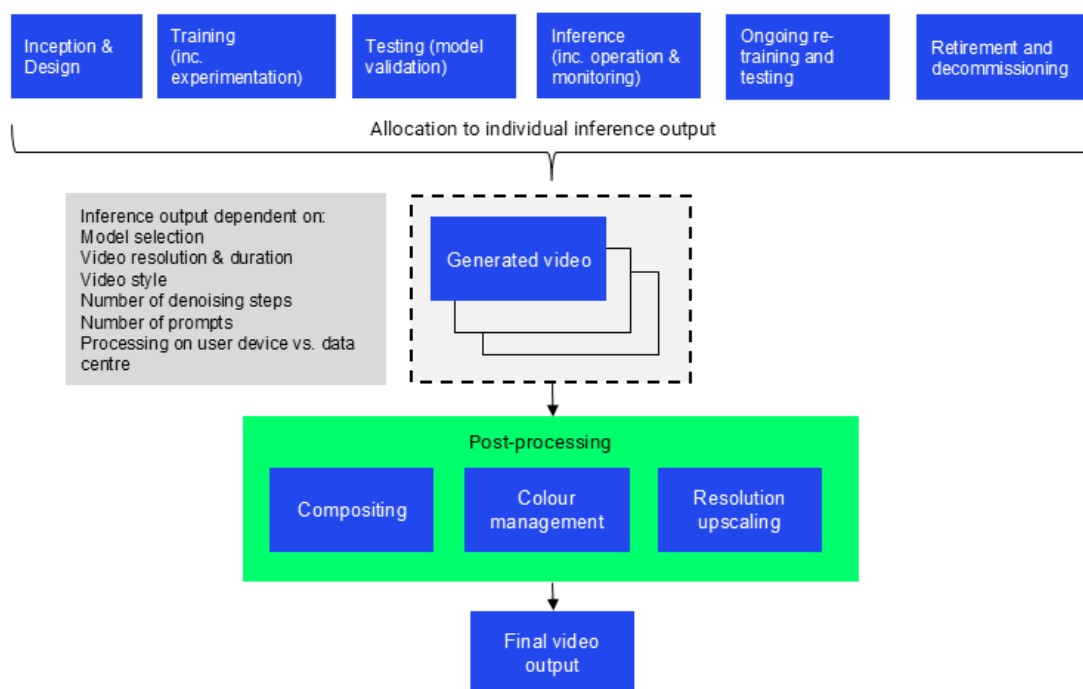 Inception &
Design
Training
(inc.
experimentation)
Testing (model
validation)
Inference
(inc. operation &
monitoring)
Ongoing re-
training and
testing
Retirement and
decommissioning
Allocation to individual inference output
Inference output dependent on:
Model selection
Video resolution & duration
Video style
Number of denoising steps
Number of prompts
Processing on user device vs. data
centre
Generated video
Post-processing
Compositing
Colour
management
Resolution
upscaling
Final video
output